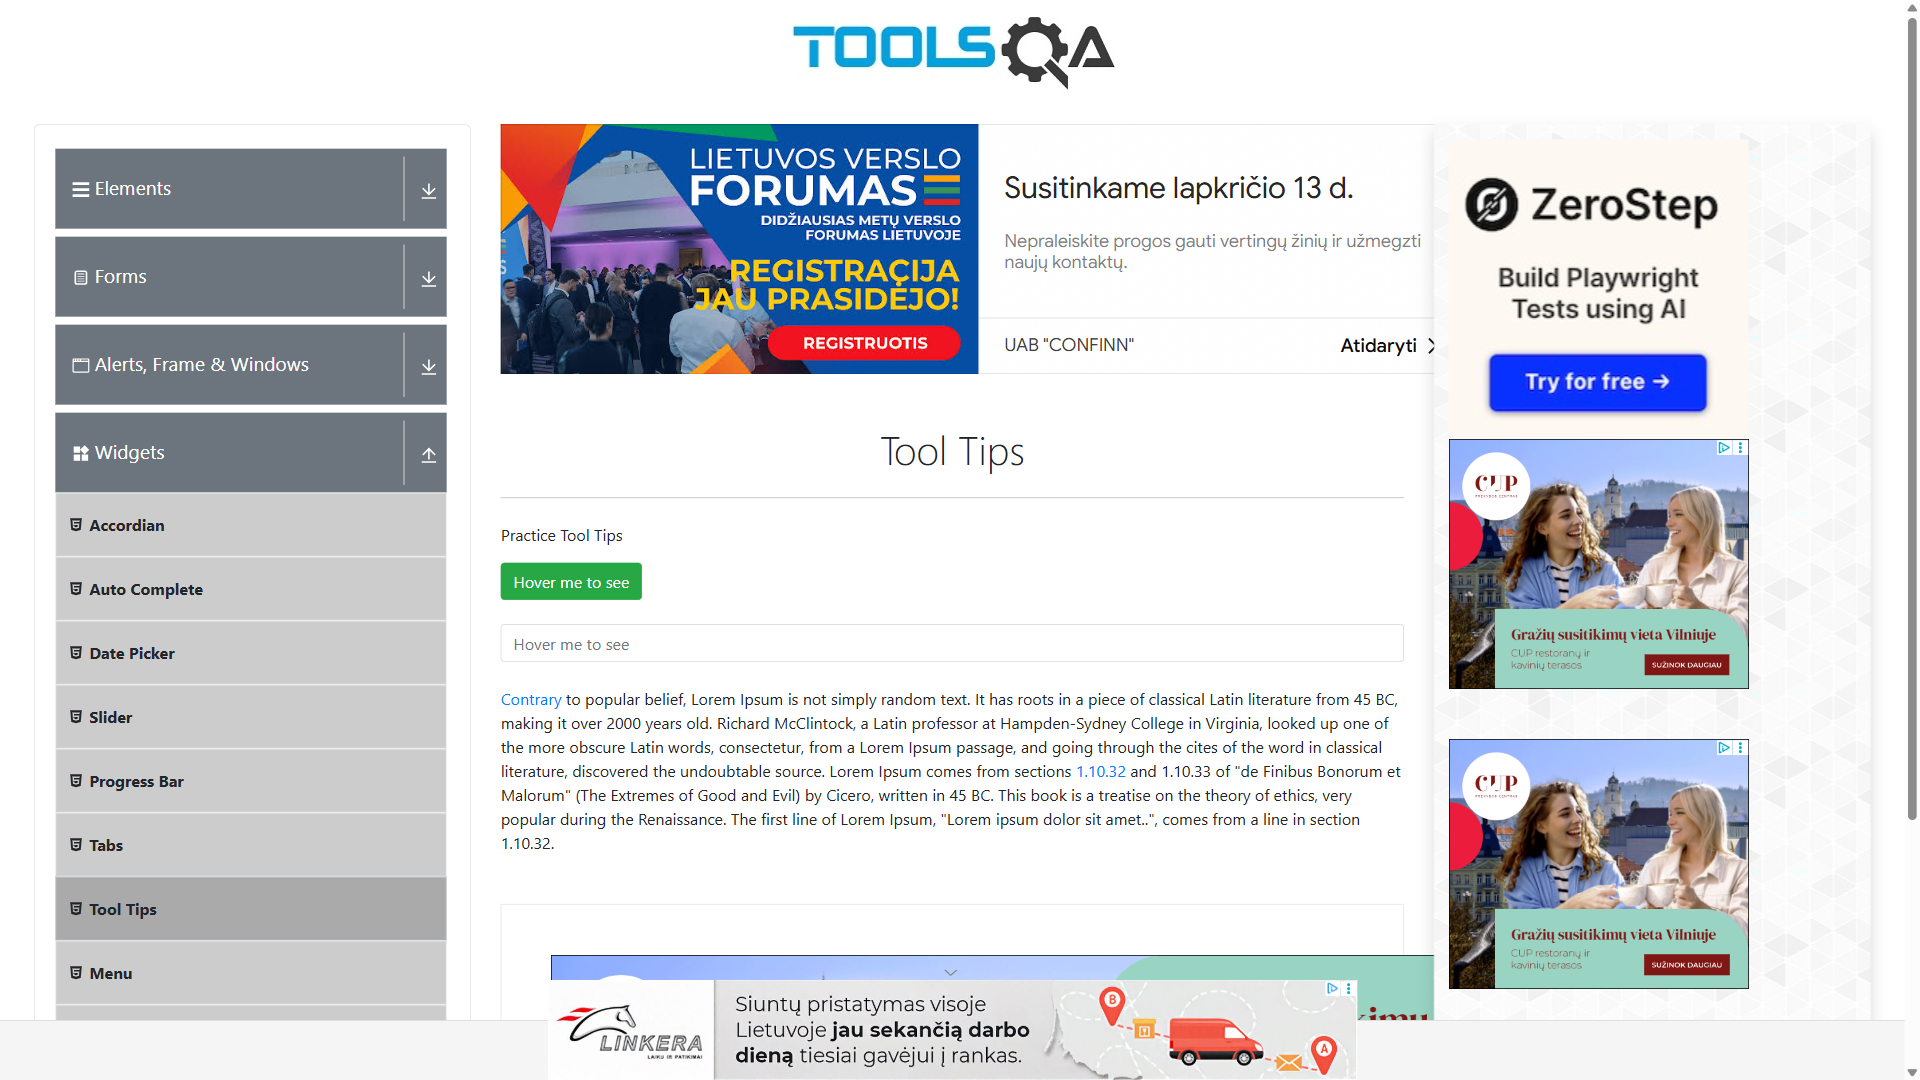 TOOLSQA
Elements
Forms
Alerts, Frame & Windows
Widgets
Accordian
Auto Complete
Date Picker
Slider
Progress Bar
Tabs
Tool Tips
Menu
LIETUVOS VERSLO
FORUMAS
DIDŽIAUSIAS METŲ VERSLO
FORUMAS LIETUVOJE
REGISTRACIJA
JAU PRASIDĖJO!
REGISTRUOTIS
Susitinkame lapkričio 13 d.
Nepraleiskite progos gauti vertingų žinių ir užmegzti
naujų kontaktų.
UAB "CONFINN"
Atidaryti
Tool Tips
Practice Tool Tips
Hover me to see
Hover me to see
Contrary to popular belief, Lorem Ipsum is not simply random text. It has roots in a piece of classical Latin literature from 45 BC,
making it over 2000 years old. Richard McClintock, a Latin professor at Hampden-Sydney College in Virginia, looked up one of
the more obscure Latin words, consectetur, from a Lorem Ipsum passage, and going through the cites of the word in classical
literature, discovered the undoubtable source. Lorem Ipsum comes from sections 1.10.32 and 1.10.33 of "de Finibus Bonorum et
Malorum" (The Extremes of Good and Evil) by Cicero, written in 45 BC. This book is a treatise on the theory of ethics, very
popular during the Renaissance. The first line of Lorem Ipsum, "Lorem ipsum dolor sit amet..", comes from a line in section
1.10.32.
ZeroStep
Build Playwright
Tests using AI
Try for free →
CUP
PREKYBOS CENTRAS
Gražių susitikimų vieta Vilniuje
CUP restoranų ir
kavinių terasos
SUŽINOK DAUGIAU
CUP
PREKYBOS CENTRAS
Gražių susitikimų vieta Vilniuje
CUP restoranų ir
kavinių terasos
SUŽINOK DAUGIAU
LINKERA
LAIKU IR PATIKIMAI
Siuntų pristatymas visoje
Lietuvoje jau sekančią darbo
dieną tiesiai gavėjui į rankas.
B
A